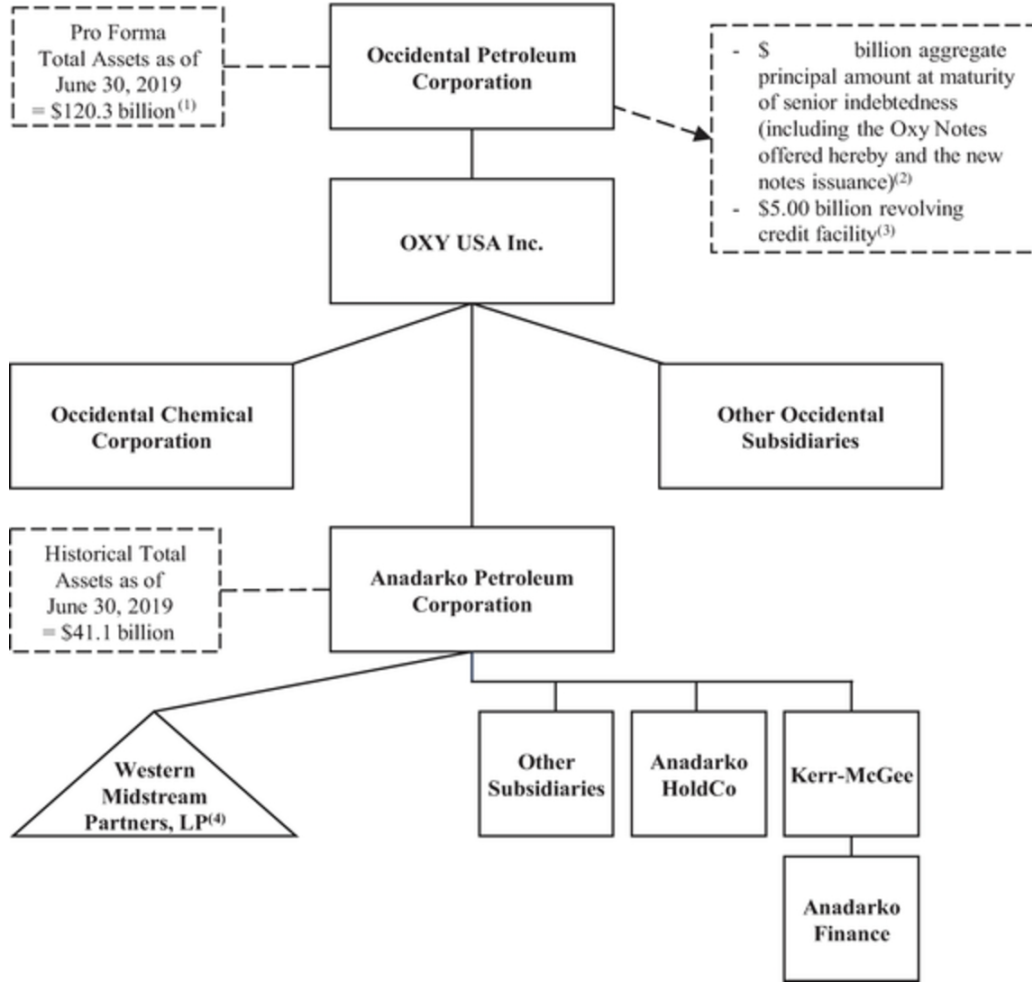 Pro Forma
Total Assets as of
June 30, 2019
= $120.3 billion(1)
Occidental Petroleum
Corporation
- $ billion aggregate
principal amount at maturity
of senior indebtedness
(including the Oxy Notes
offered hereby and the new
notes issuance)(2)
- $5.00 billion revolving
credit facility(3)
OXY USA Inc.
Occidental Chemical
Corporation
Other Occidental
Subsidiaries
Historical Total
Assets as of
June 30, 2019
= $41.1 billion
Anadarko Petroleum
Corporation
Western
Midstream
Partners, LP(4)
Other
Subsidiaries
Anadarko
HoldCo
Kerr-McGee
Anadarko
Finance